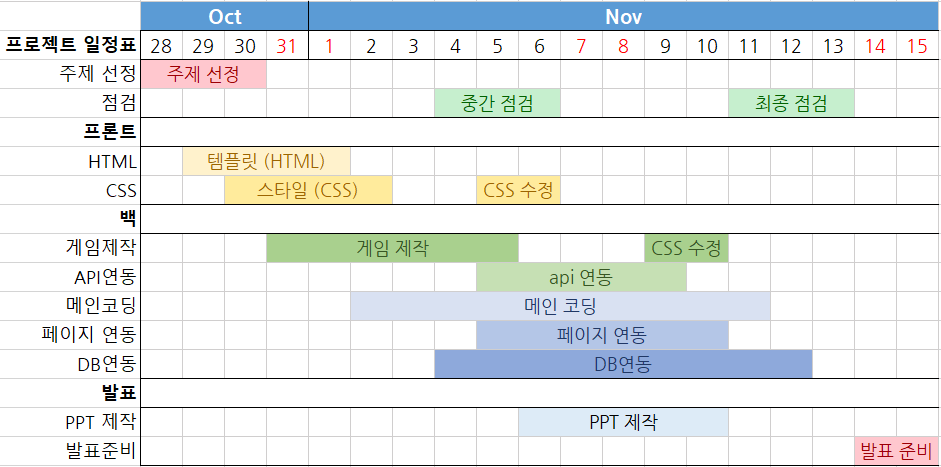 Oct Nov
프로젝트 일정표 28 29 30 31 1 2 3 4 5 6 7 8 9 10 11 12 13 14 15
주제 선정 주제 선정
점검 중간 점검 최종 점검
프론트
HTML 템플릿 (HTML)
CSS 스타일 (CSS) CSS 수정
백
게임제작 게임 제작 CSS 수정
API연동 api 연동
메인코딩 메인 코딩
페이지 연동 페이지 연동
DB연동 DB연동
발표
PPT 제작 PPT 제작
발표준비 발표 준비